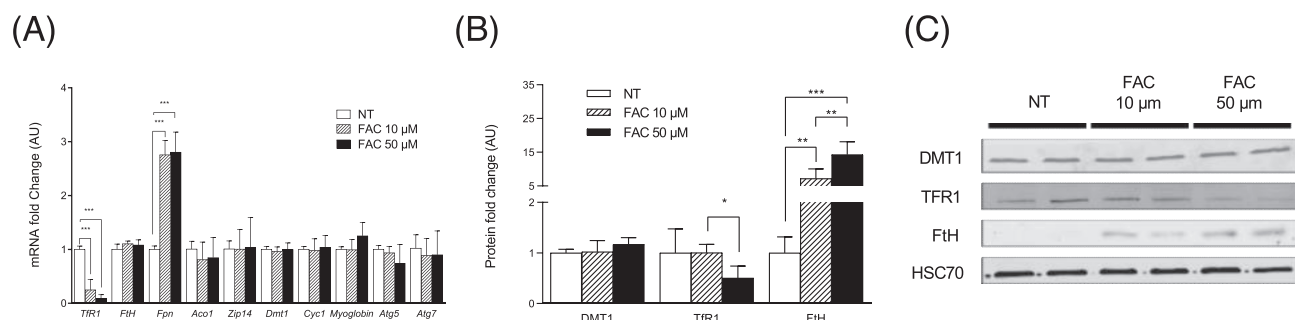 (A)
mRNA fold Change (AU)
4
3
2
1
0
***
***
***
***
NT
FAC 10 µM
FAC 50 µM
TfR1 FtH Fpn Aco1 Zip14 Dmt1 Cyc1 Myoglobin Atg5 Atg7
(B)
Protein fold change (AU)
35
25
15
5
2
1
0
NT
FAC 10 µM
FAC 50 µM
*
**
**
***
DMT1 TfR1 FtH
(C)
NT
FAC
10 µm
FAC
50 µm
DMT1
TFR1
FtH
HSC70